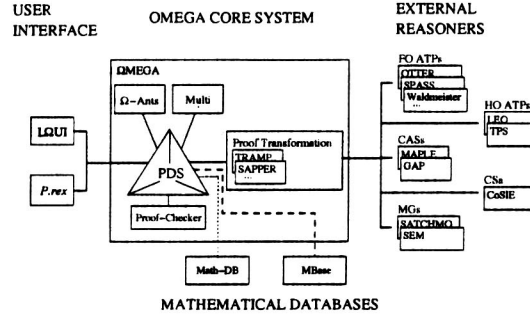 USER
INTERFACE
OMEGA CORE SYSTEM
EXTERNAL
REASONERS
ΩMEGA
Ω-Ants
Multi
LΩUI
P.rex
PDS
Proof-Checker
Proof Transformation
TRAMP
SAPPER
...
FO ATPs
OTTER
SPASS
Waldmeister
...
HO ATPs
LEO
TPS
CASs
MAPLE
GAP
CSs
CoSIE
MGs
SATCHMO
SEM
Math-DB
MBase
MATHEMATICAL DATABASES